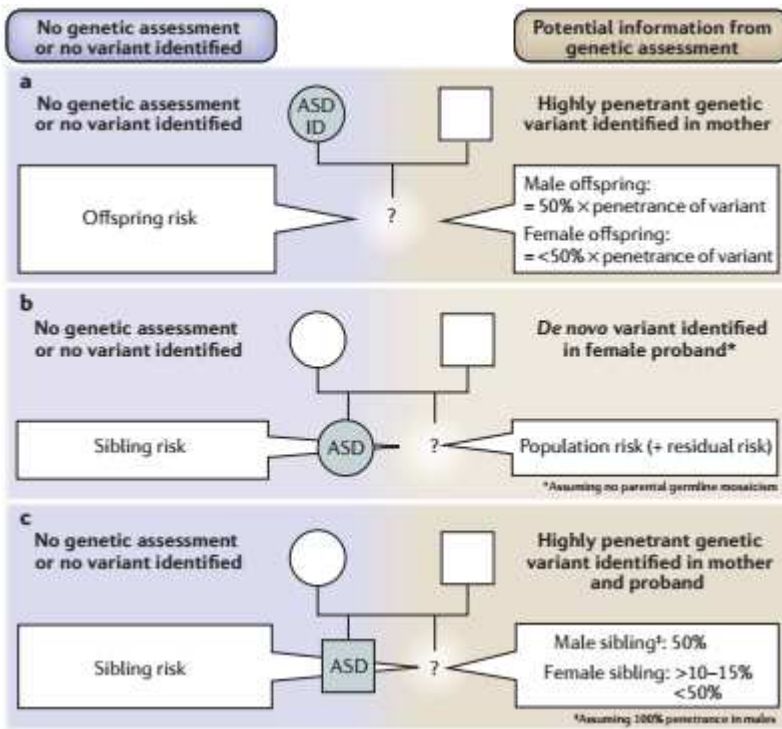 No genetic assessment
or no variant identified
Potential information from
genetic assessment
a
No genetic assessment
or no variant identified
ASD
ID
Highly penetrant genetic
variant identified in mother
Offspring risk
?
Male offspring:
= 50% × penetrance of variant
Female offspring:
= <50% × penetrance of variant
b
No genetic assessment
or no variant identified
De novo variant identified
in female proband*
Sibling risk
ASD
?
Population risk (+ residual risk)
*Assuming no parental germline mosaicism
c
No genetic assessment
or no variant identified
Highly penetrant genetic
variant identified in mother
and proband
Sibling risk
ASD
?
Male sibling‡: 50%
Female sibling: >10–15%
<50%
‡Assuming 100% penetrance in males